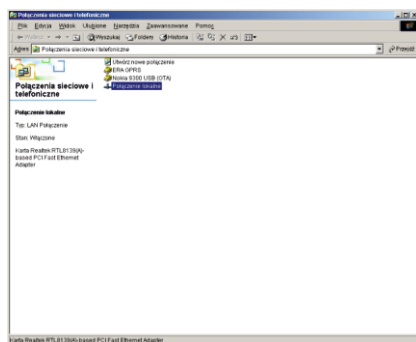 Połączenia sieciowe i telefoniczne
Plik Edycja Widok Ulubione Narzędzia Zaawansowane Pomoc
Wstecz Wyszukaj Foldery Historia
Adres Połączenia sieciowe i telefoniczne Przejdź
Połączenia sieciowe i
telefoniczne
Połączenie lokalne
Typ: LAN Połączenie
Stan: Włączone
Karta Realtek RTL8139(A)-
based PCI Fast Ethernet
Adapter
Utwórz nowe połączenie
ERA GPRS
Nokia 9300 USB (OTA)
Połączenie lokalne
Karta Realtek RTL8139(A)-based PCI Fast Ethernet Adapter